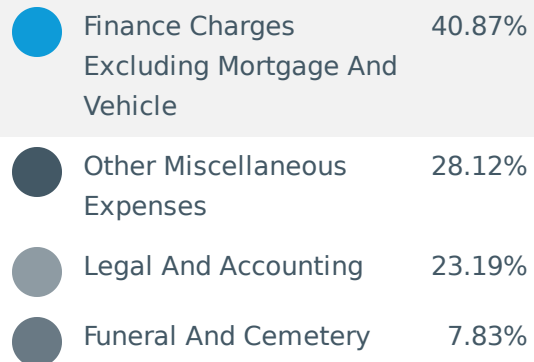 Finance Charges 40.87%
Excluding Mortgage And
Vehicle
Other Miscellaneous 28.12%
Expenses
Legal And Accounting 23.19%
Funeral And Cemetery 7.83%